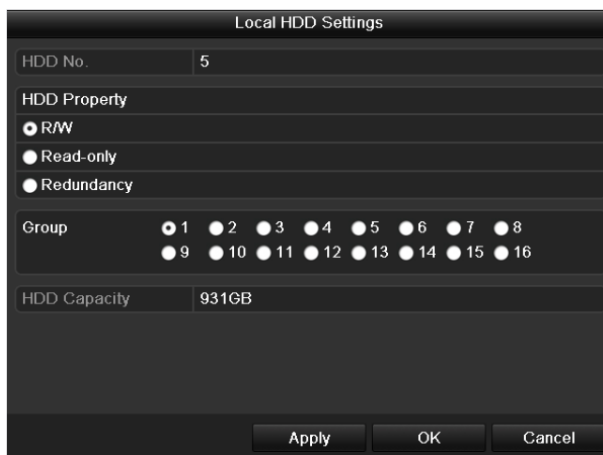 Local HDD Settings
HDD No. 5
HDD Property
R/W
Read-only
Redundancy
Group 1 2 3 4 5 6 7 8
9 10 11 12 13 14 15 16
HDD Capacity 931GB
Apply OK Cancel